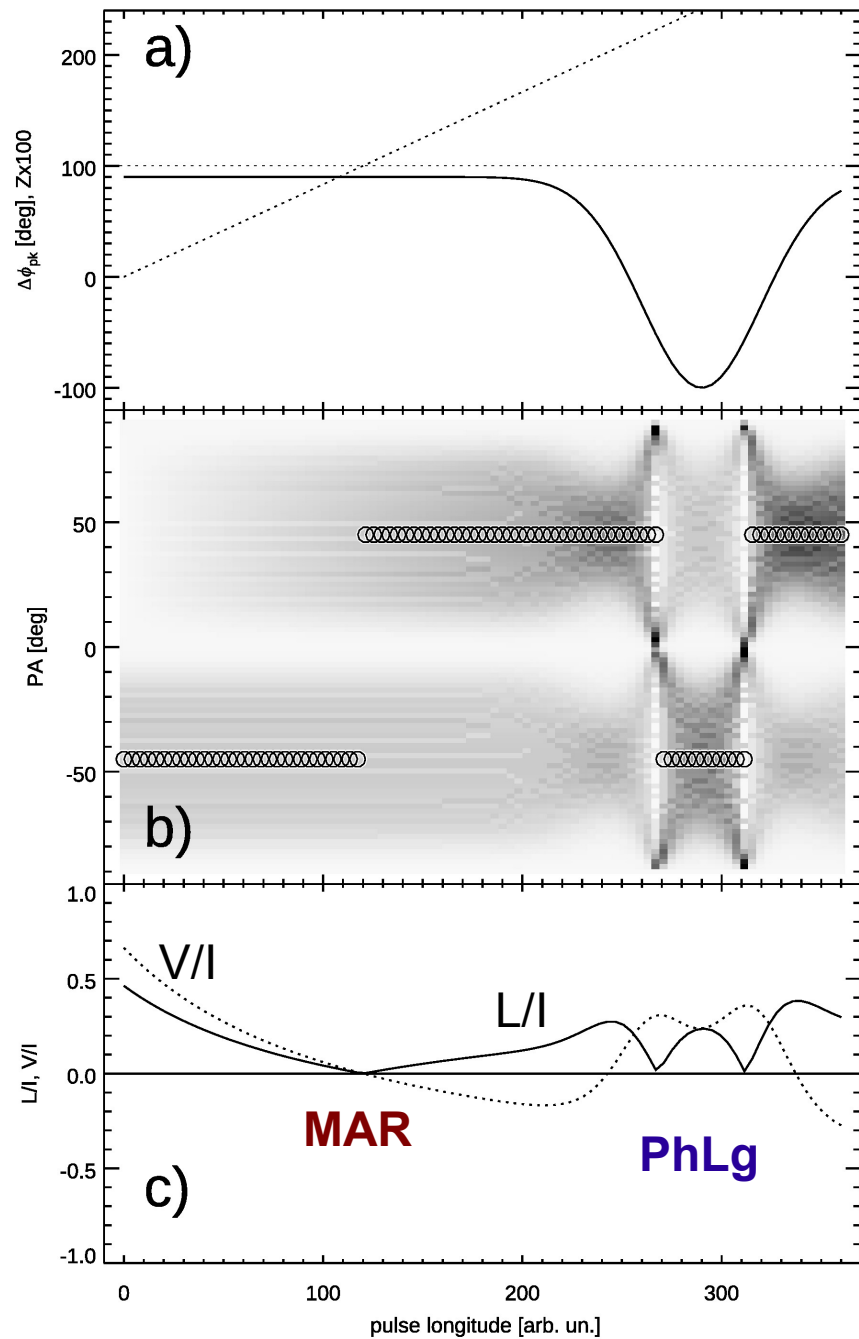 a)
200
100
0
-100
Δϕpk [deg], Zx100
50
0
-50
PA [deg]
b)
1.0
0.5
0.0
-0.5
-1.0
L/I, V/I
V/I
L/I
MAR
PhLg
c)
0
100
200
300
pulse longitude [arb. un.]